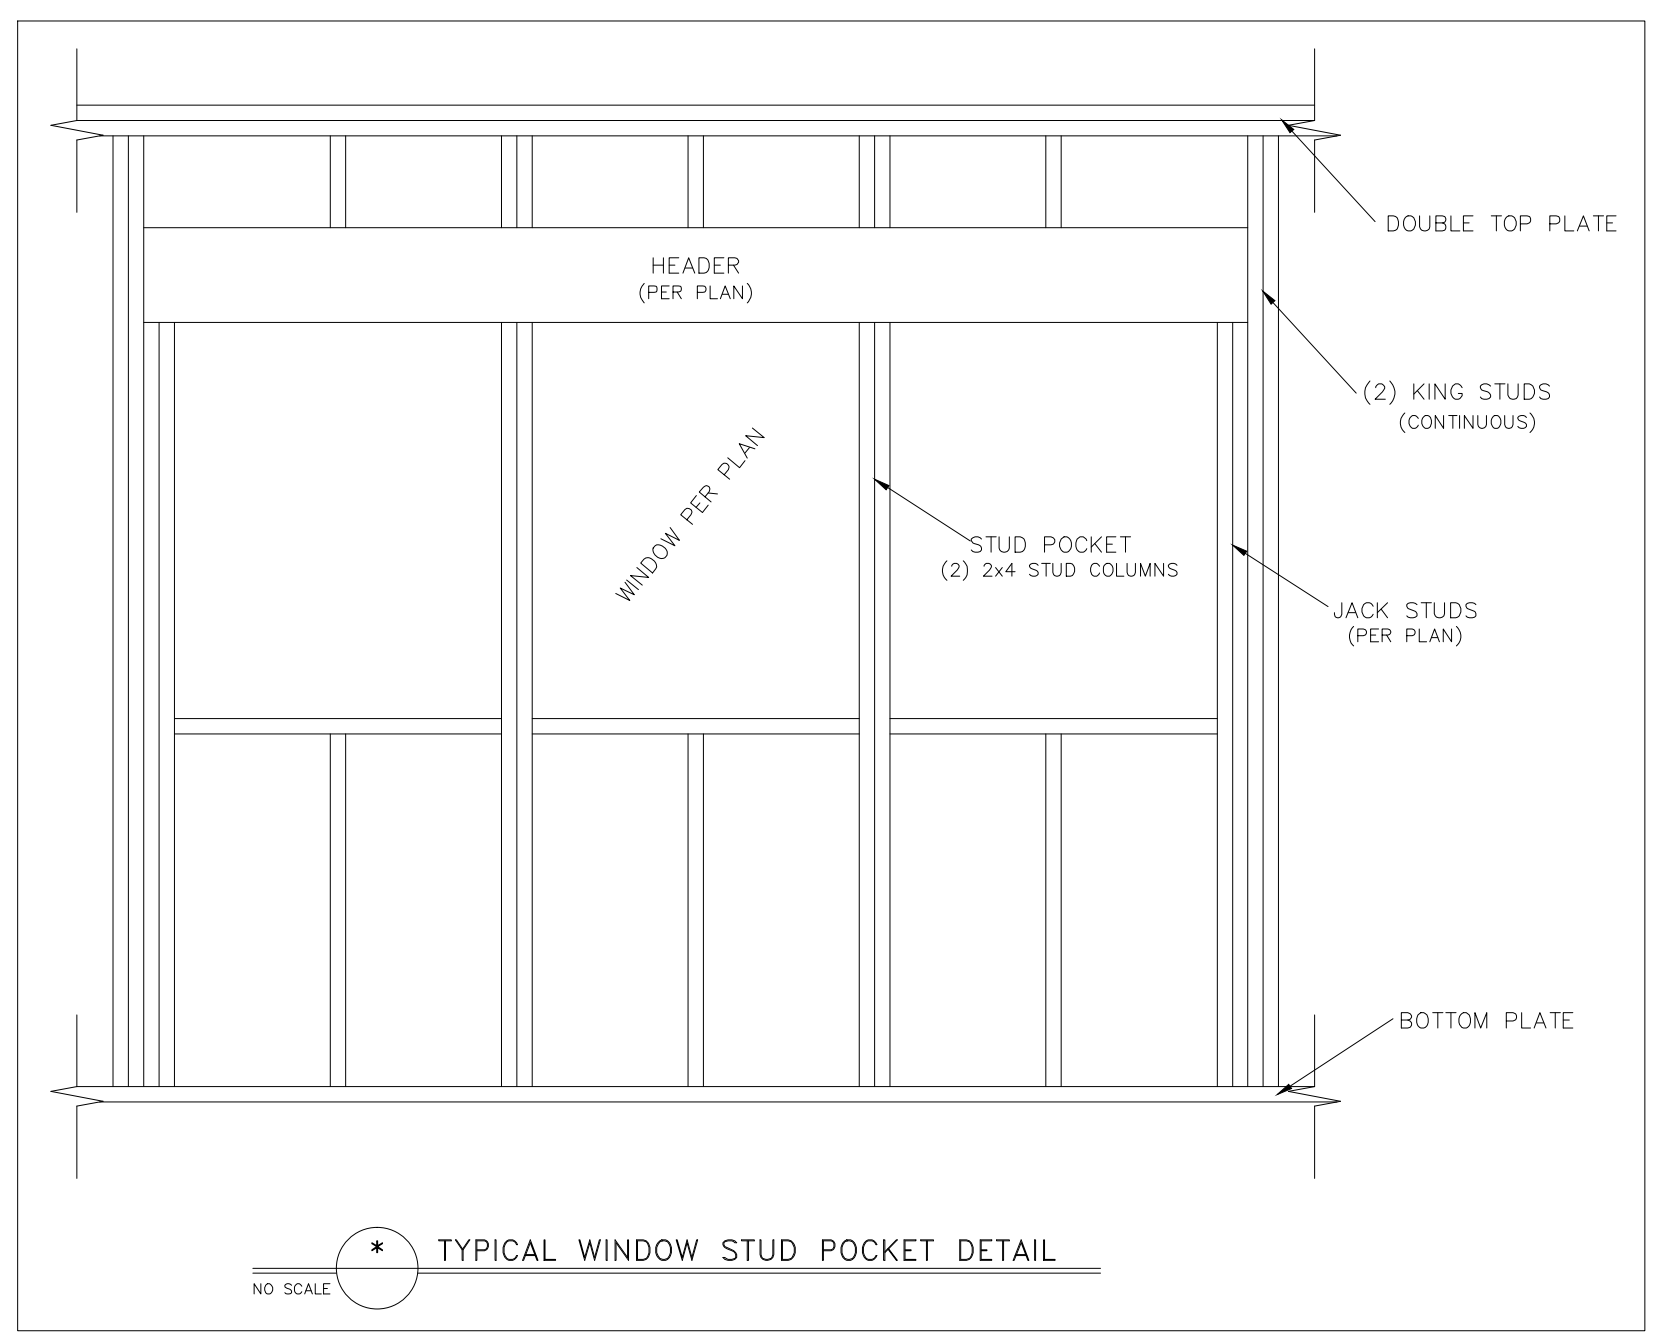 DOUBLE TOP PLATE
HEADER
(PER PLAN)
(2) KING STUDS
(CONTINUOUS)
WINDOW PER PLAN
STUD POCKET
(2) 2x4 STUD COLUMNS
JACK STUDS
(PER PLAN)
BOTTOM PLATE
* TYPICAL WINDOW STUD POCKET DETAIL
NO SCALE